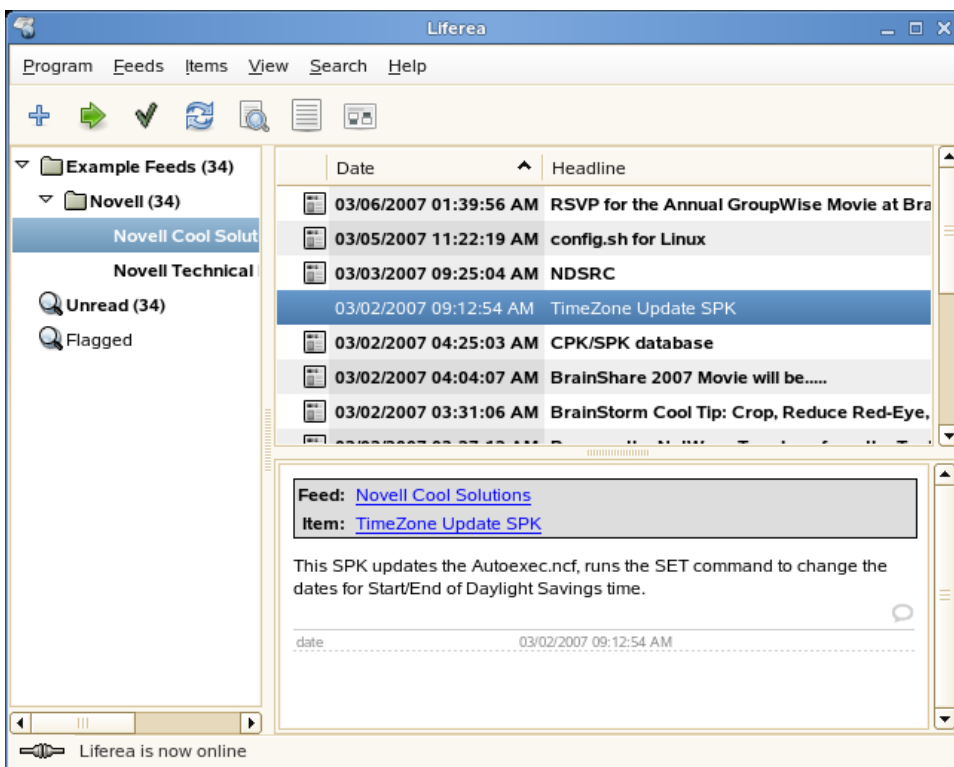 Liferea
Program Feeds Items View Search Help
Example Feeds (34)
Novell (34)
Novell Cool Solut
Novell Technical
Unread (34)
Flagged
Date Headline
03/06/2007 01:39:56 AM RSVP for the Annual GroupWise Movie at Bra
03/05/2007 11:22:19 AM config.sh for Linux
03/03/2007 09:25:04 AM NDSRC
03/02/2007 09:12:54 AM TimeZone Update SPK
03/02/2007 04:25:03 AM CPK/SPK database
03/02/2007 04:04:07 AM BrainShare 2007 Movie will be.....
03/02/2007 03:31:06 AM BrainStorm Cool Tip: Crop, Reduce Red-Eye,
Feed: Novell Cool Solutions
Item: TimeZone Update SPK
This SPK updates the Autoexec.ncf, runs the SET command to change the
dates for Start/End of Daylight Savings time.
date 03/02/2007 09:12:54 AM
Liferea is now online